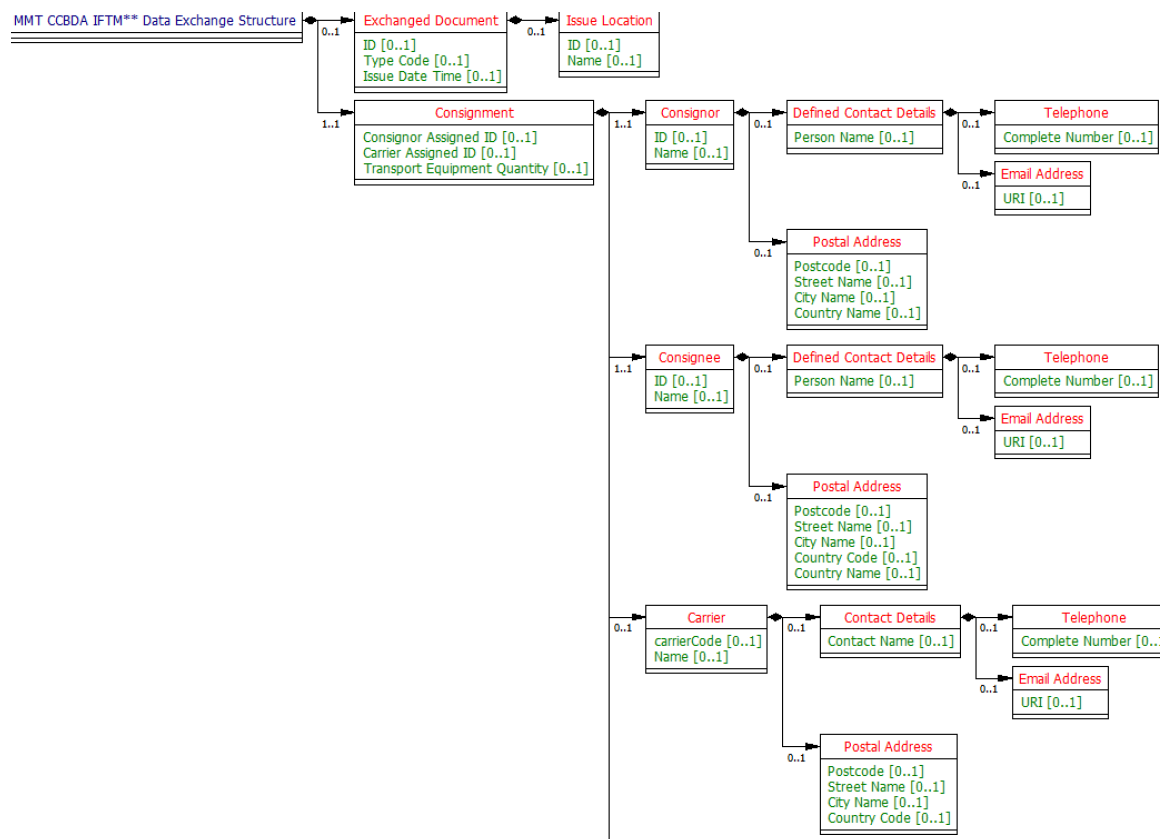 MMT CCBDA IFTM** Data Exchange Structure
0..1
Exchanged Document
ID [0..1]
Type Code [0..1]
Issue Date Time [0..1]
0..1
Issue Location
ID [0..1]
Name [0..1]
1..1
Consignment
Consignor Assigned ID [0..1]
Carrier Assigned ID [0..1]
Transport Equipment Quantity [0..1]
1..1
Consignor
ID [0..1]
Name [0..1]
0..1
Defined Contact Details
Person Name [0..1]
0..1
Telephone
Complete Number [0..1]
0..1
Email Address
URI [0..1]
0..1
Postal Address
Postcode [0..1]
Street Name [0..1]
City Name [0..1]
Country Name [0..1]
1..1
Consignee
ID [0..1]
Name [0..1]
0..1
Defined Contact Details
Person Name [0..1]
0..1
Telephone
Complete Number [0..1]
0..1
Email Address
URI [0..1]
0..1
Postal Address
Postcode [0..1]
Street Name [0..1]
City Name [0..1]
Country Code [0..1]
Country Name [0..1]
0..1
Carrier
carrierCode [0..1]
Name [0..1]
0..1
Contact Details
Contact Name [0..1]
0..1
Telephone
Complete Number [0..1
0..1
Email Address
URI [0..1]
0..1
Postal Address
Postcode [0..1]
Street Name [0..1]
City Name [0..1]
Country Code [0..1]